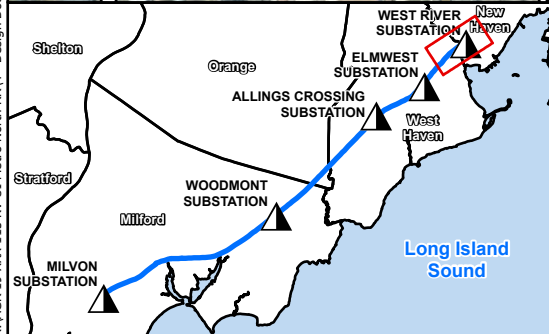 WEST RIVER
SUBSTATION
New
Haven
Shelton
Orange
ELMWEST
SUBSTATION
ALLINGS CROSSING
SUBSTATION
West
Haven
Stratford
WOODMONT
SUBSTATION
Milford
Long Island
Sound
MILVON
SUBSTATION